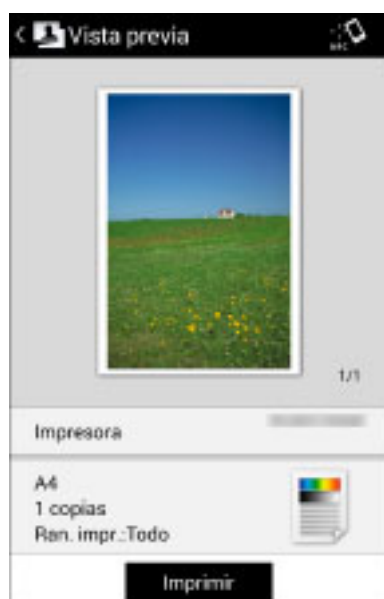 Vista previa
1/1
Impresora
A4
1 copias
Ran. impr.:Todo
Imprimir